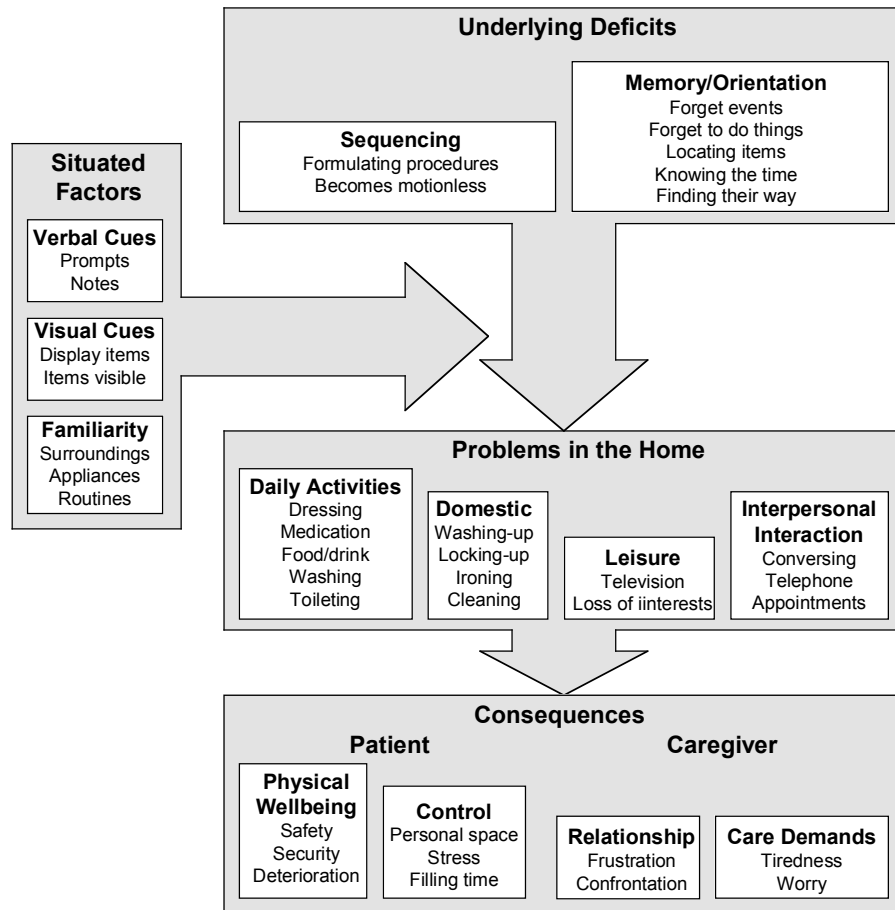 Underlying Deficits
Sequencing
Formulating procedures
Becomes motionless
Memory/Orientation
Forget events
Forget to do things
Locating items
Knowing the time
Finding their way
Situated
Factors
Verbal Cues
Prompts
Notes
Visual Cues
Display items
Items visible
Familiarity
Surroundings
Appliances
Routines
Problems in the Home
Daily Activities
Dressing
Medication
Food/drink
Washing
Toileting
Domestic
Washing-up
Locking-up
Ironing
Cleaning
Leisure
Television
Loss of iinterests
Interpersonal
Interaction
Conversing
Telephone
Appointments
Consequences
Patient
Physical
Wellbeing
Safety
Security
Deterioration
Control
Personal space
Stress
Filling time
Caregiver
Relationship
Frustration
Confrontation
Care Demands
Tiredness
Worry